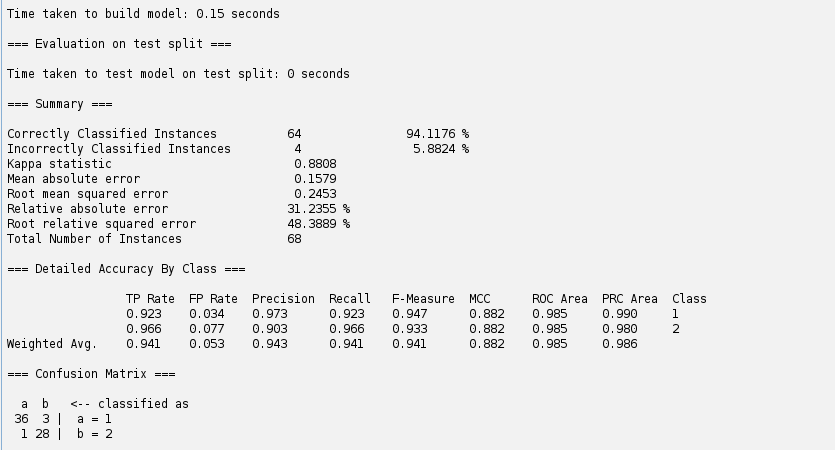 Time taken to build model: 0.15 seconds
=== Evaluation on test split ===
Time taken to test model on test split: 0 seconds
=== Summary ===
Correctly Classified Instances          64               94.1176 %
Incorrectly Classified Instances         4                5.8824 %
Kappa statistic                          0.8808
Mean absolute error                      0.1579
Root mean squared error                  0.2453
Relative absolute error                 31.2355 %
Root relative squared error             48.3889 %
Total Number of Instances               68
=== Detailed Accuracy By Class ===
                 TP Rate  FP Rate  Precision  Recall   F-Measure  MCC      ROC Area  PRC Area  Class
                 0.923    0.034    0.973      0.923    0.947      0.882    0.985     0.990     1
                 0.966    0.077    0.903      0.966    0.933      0.882    0.985     0.980     2
Weighted Avg.    0.941    0.053    0.943      0.941    0.941      0.882    0.985     0.986
=== Confusion Matrix ===
  a  b   <-- classified as
 36  3 |  a = 1
  1 28 |  b = 2